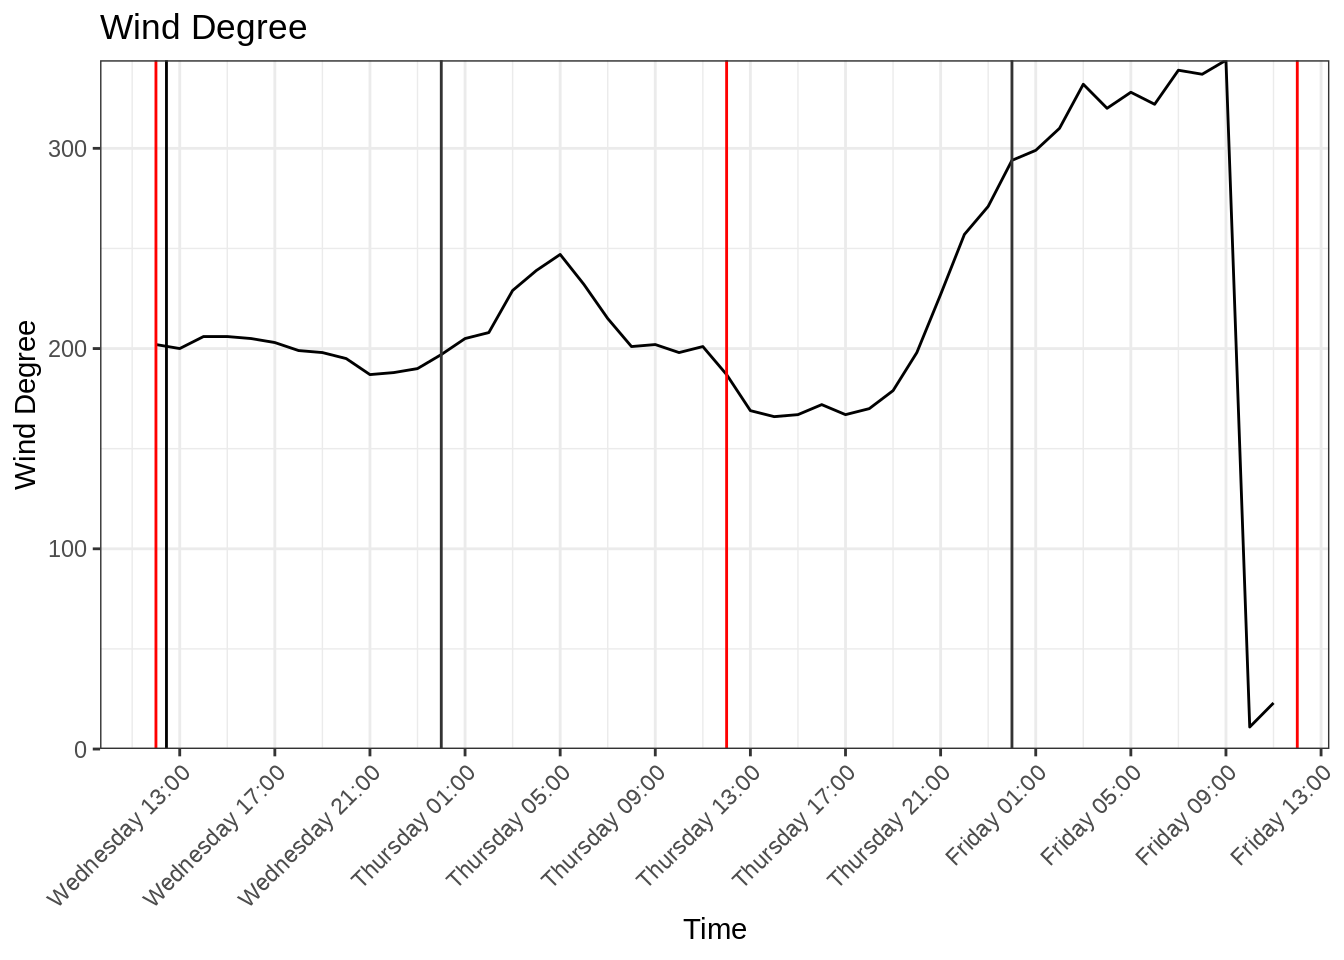 Wind Degree
Wind Degree
300
200
100
0
Wednesday 13:00
Wednesday 17:00
Wednesday 21:00
Thursday 01:00
Thursday 05:00
Thursday 09:00
Thursday 13:00
Thursday 17:00
Thursday 21:00
Friday 01:00
Friday 05:00
Friday 09:00
Friday 13:00
Time